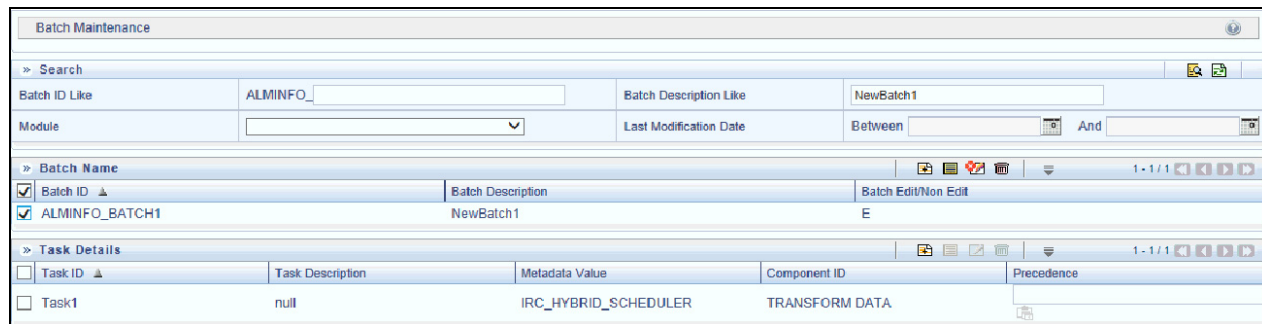 Batch Maintenance
» Search
Batch ID Like ALMINFO_ Batch Description Like NewBatch1
Module Last Modification Date Between And
» Batch Name 1 - 1 / 1
Batch ID Batch Description Batch Edit/Non Edit
ALMINFO_BATCH1 NewBatch1 E
» Task Details 1 - 1 / 1
Task ID Task Description Metadata Value Component ID Precedence
Task1 null IRC_HYBRID_SCHEDULER TRANSFORM DATA